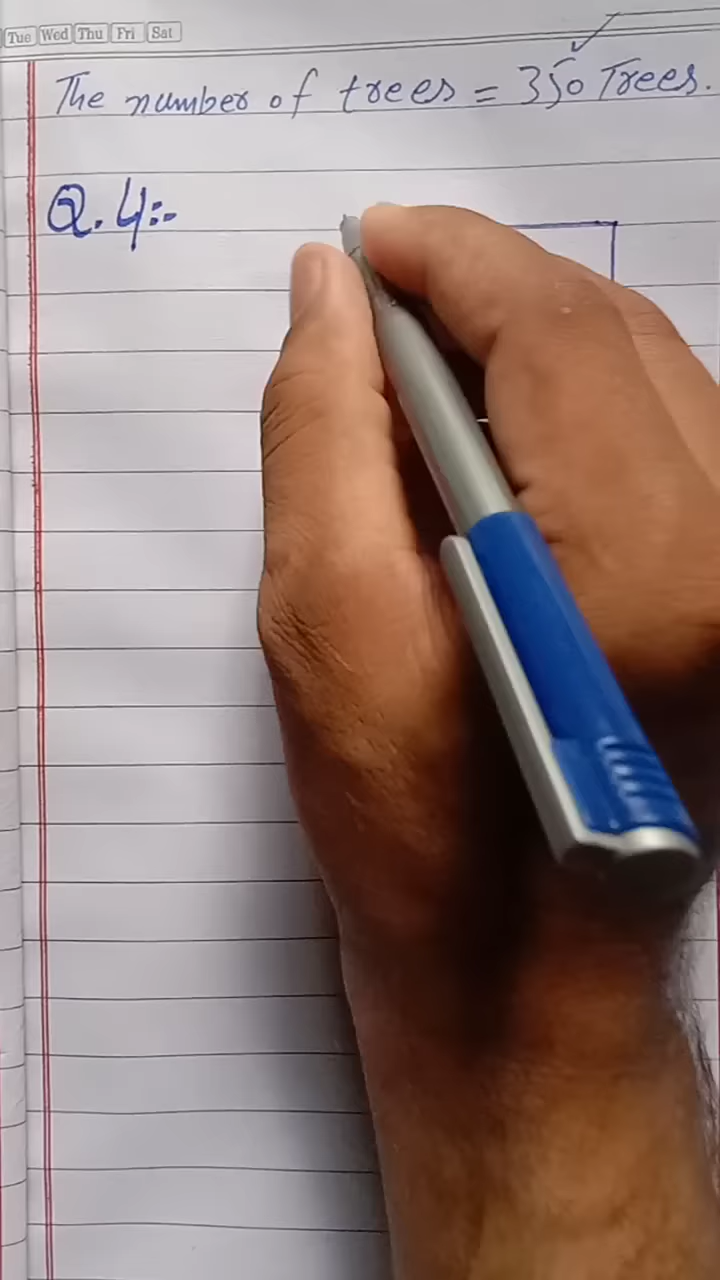 Tue Wed Thu Fri Sat
The number of trees = 350 Trees.
Q.4:-